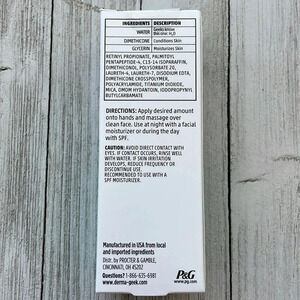 INGREDIENTS DESCRIPTION
WATER
DIMETHICONE Conditions Skin
GLYCERIN Moisturizes Skin
RETINYL PROPIONATE, PALMITOYL
PENTAPEPTIDE-4, C13-14 ISOPARAFFIN,
DIMETHICONOL, POLYSORBATE 20,
LAURETH-4, LAURETH-7, DISODIUM EDTA,
DIMETHICONE CROSSPOLYMER,
POLYACRYLAMIDE, TITANIUM DIOXIDE,
MICA, DMDM HYDANTOIN, IODOPROPYNYL
BUTYLCARBAMATE
DIRECTIONS: Apply desired amount
onto hands and massage over
clean face. Use at night with a facial
moisturizer or during the day
with SPF.
CAUTION: AVOID DIRECT CONTACT WITH
EYES. IF CONTACT OCCURS, RINSE WELL
WITH WATER. IF SKIN IRRITATION
DEVELOPS, DISCONTINUE USE.
RECOMMENDED TO USE WITH A
SPF MOISTURIZER.
Manufactured in USA from local
and imported ingredients
Distr. by PROCTER & GAMBLE,
CINCINNATI, OH 45202
Questions? 1-866-635-6981
www.derma-geek.com
P&G
www.pg.com